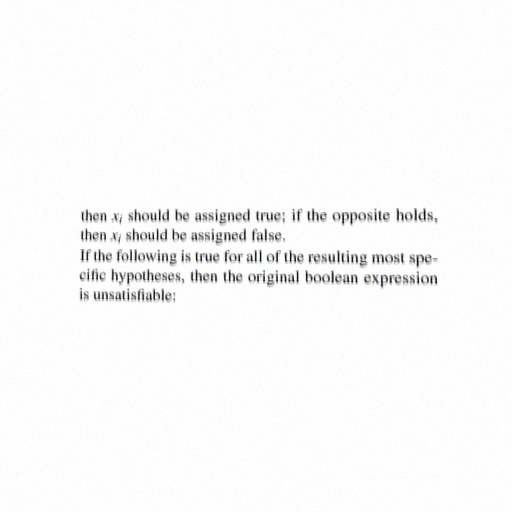 then xᵢ should be assigned true; if the opposite holds,
then xᵢ should be assigned false.
If the following is true for all of the resulting most spe-
cific hypotheses, then the original boolean expression
is unsatisfiable: